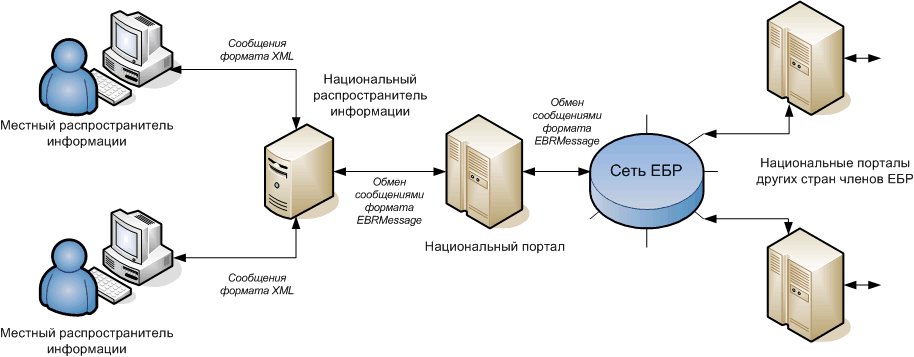 Сообщения
формата XML
Местный распространитель
информации
Национальный
распространитель
информации
Обмен
сообщениями
формата
EBRMessage
Национальный портал
Обмен
сообщениями
формата
EBRMessage
Сеть ЕБР
Национальные порталы
других стран членов ЕБР
Сообщения
формата XML
Местный распространитель
информации